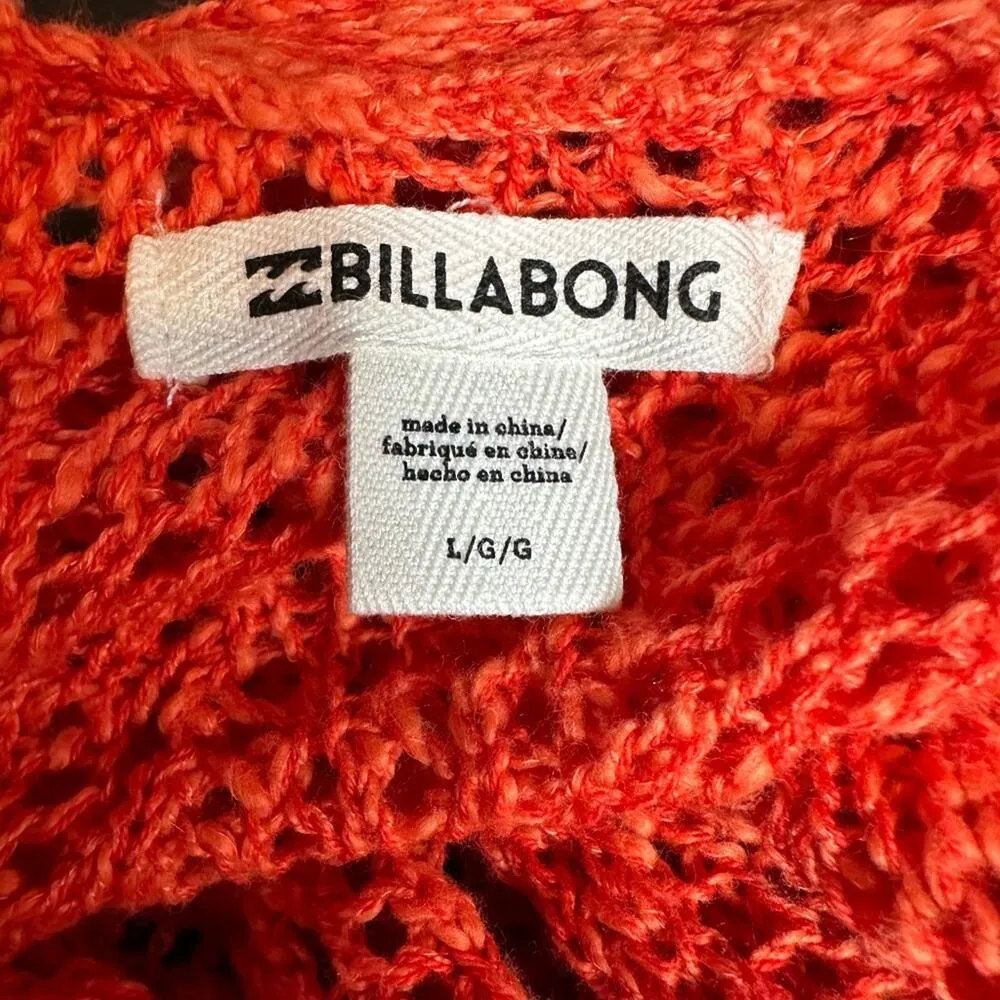 BILLABONG
made in china/
fabriqué en chine/
hecho en china
L/G/G